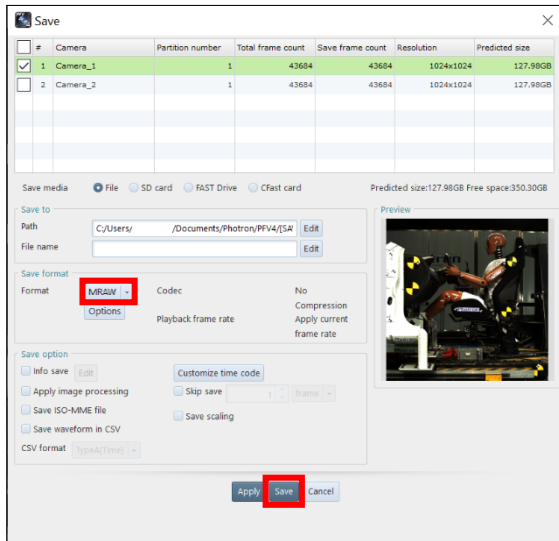 Save
# Camera Partition number Total frame count Save frame count Resolution Predicted size
1 Camera_1 1 43684 43684 1024x1024 127.98GB
2 Camera_2 1 43684 43684 1024x1024 127.98GB
Save media File SD card FAST Drive CFast card Predicted size:127.98GB Free space:350.30GB
Save to
Path C:/Users/ /Documents/Photron/PFV4/[SA Edit
File name Edit
Preview
Save format
Format MRAW Codec No Compression
Options
Playback frame rate Apply current frame rate
Save option
Info save Edit Customize time code
Apply image processing Skip save 1 frame
Save ISO-MME file Save scaling
Save waveform in CSV
CSV format TypeA(Time)
Apply Save Cancel